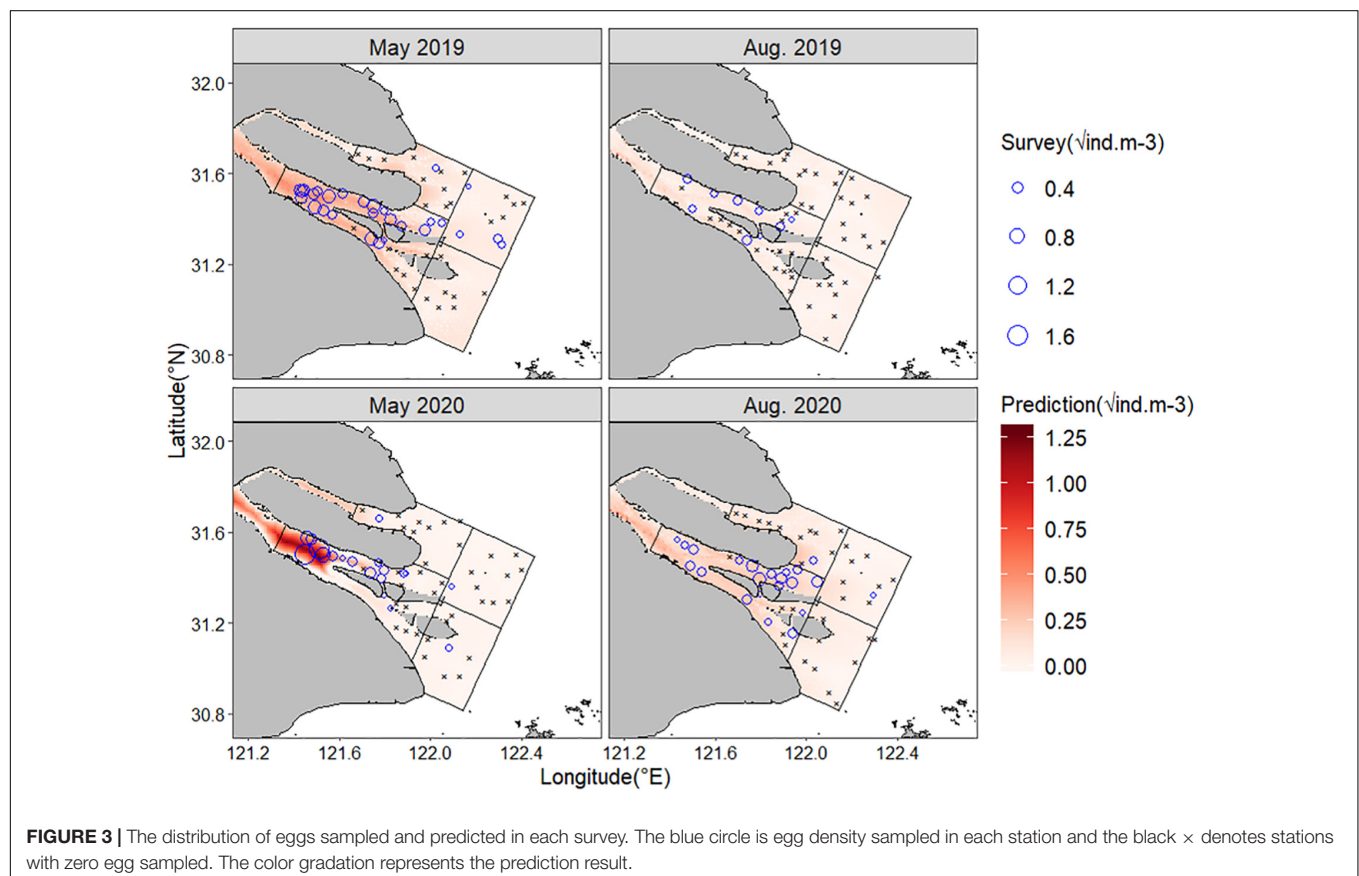 May 2019
Aug. 2019
32.0
31.6
31.2
30.8
May 2020
Aug. 2020
32.0
31.6
31.2
30.8
Latitude(°N)
121.2 121.6 122.0 122.4 121.2 121.6 122.0 122.4
Longitude(°E)
Survey(√ind.m-3)
0.4
0.8
1.2
1.6
Prediction(√ind.m-3)
1.25
1.00
0.75
0.50
0.25
0.00
FIGURE 3 | The distribution of eggs sampled and predicted in each survey. The blue circle is egg density sampled in each station and the black × denotes stations
with zero egg sampled. The color gradation represents the prediction result.